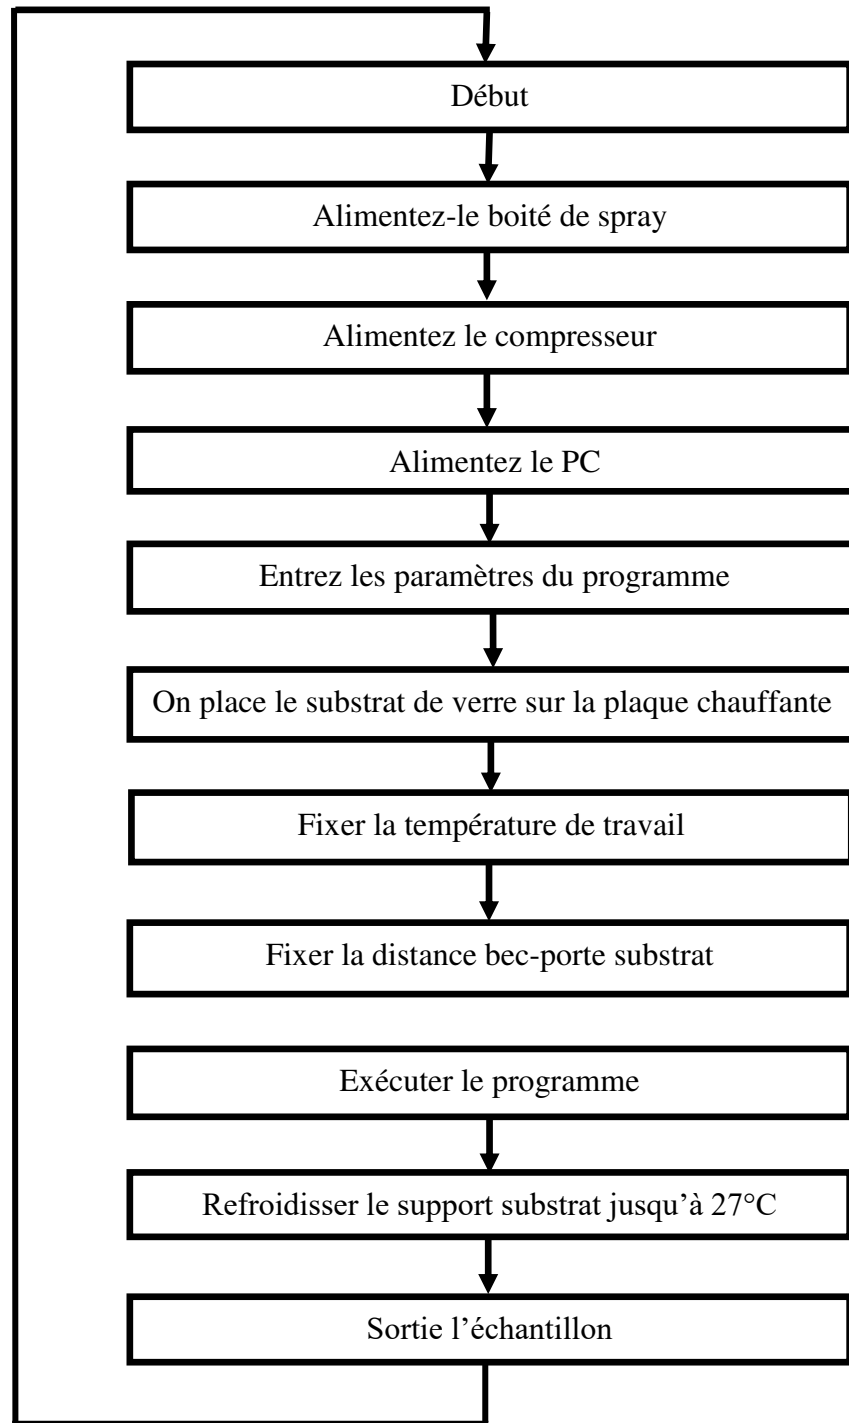 Début
Alimentez-le boité de spray
Alimentez le compresseur
Alimentez le PC
Entrez les paramètres du programme
On place le substrat de verre sur la plaque chauffante
Fixer la température de travail
Fixer la distance bec-porte substrat
Exécuter le programme
Refroidisser le support substrat jusqu’à 27°C
Sortie l’échantillon